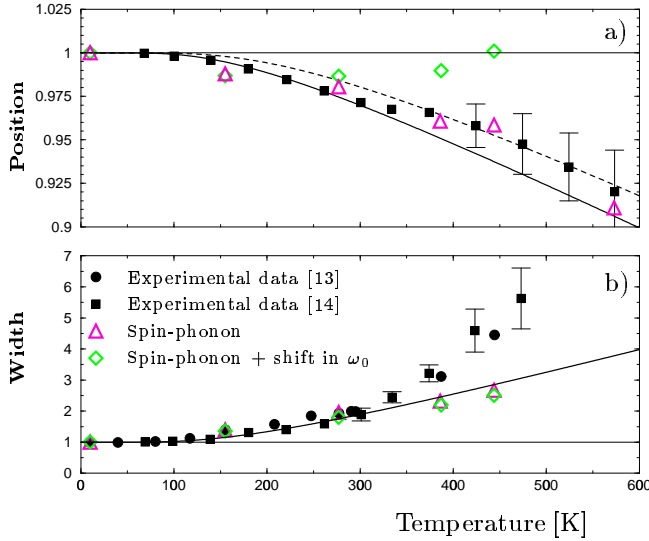 1.025
a)
1
0.975
0.95
0.925
0.9
Position
7
b)
6
5
4
3
2
1
0
Width
Experimental data [13]
Experimental data [14]
Spin-phonon
Spin-phonon + shift in ω₀
0 100 200 300 400 500 600
Temperature [K]